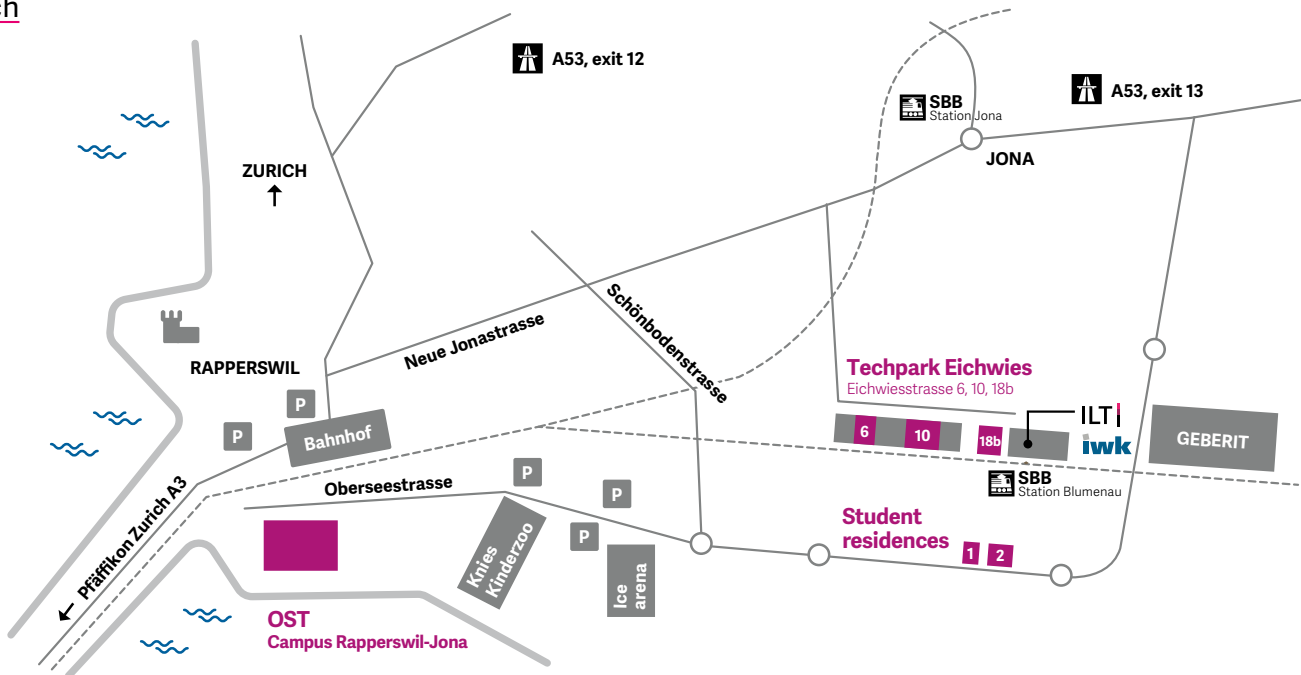 A53, exit 12
A53, exit 13
SBB
Station Jona
JONA
ZURICH
Schönbodenstrasse
Neue Jonastrasse
RAPPERSWIL
Techpark Eichwies
Eichwiesstrasse 6, 10, 18b
P
P
Bahnhof
6
10
18b
ILT
iwk
GEBERIT
SBB
Station Blumenau
Oberseestrasse
P
P
P
Pfäffikon Zurich A3
Student
residences
1
2
Knies
Kinderzoo
Ice
arena
OST
Campus Rapperswil-Jona